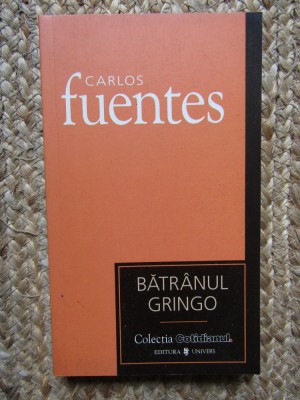 CARLOS
fuentes
BĂTRÂNUL
GRINGO
Colecția Cotidianul
EDITURA UNIVERS